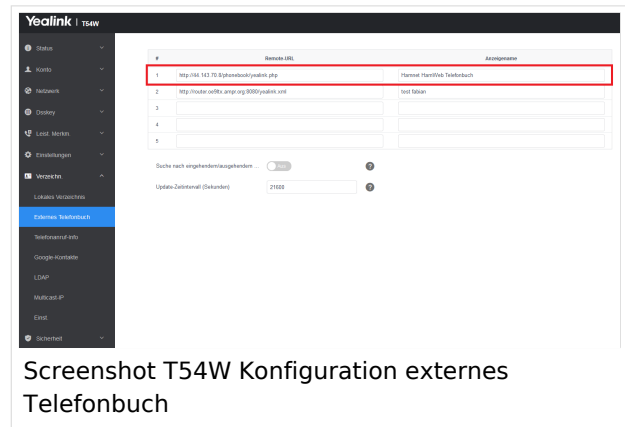 Yealink | T54W
Status
Konto
Netzwerk
Dsskey
Leist. Merkm.
Einstellungen
Verzeichn.
Lokales Verzeichnis
Externes Telefonbuch
Telefonanruf-Info
Google-Kontakte
LDAP
Multicast-IP
Einst.
Sicherheit
# Remote-URL Anzeigename
1 http://44.143.70.6/phonebook/yealink.php Hamnet HamWeb Telefonbuch
2 http://router.oe9ltx.ampr.org:8080/yealink.xml test fabian
3
4
5
Suche nach eingehendem/ausgehendem ... Aus ?
Update-Zeitintervall (Sekunden) 21600 ?
Screenshot T54W Konfiguration externes
Telefonbuch